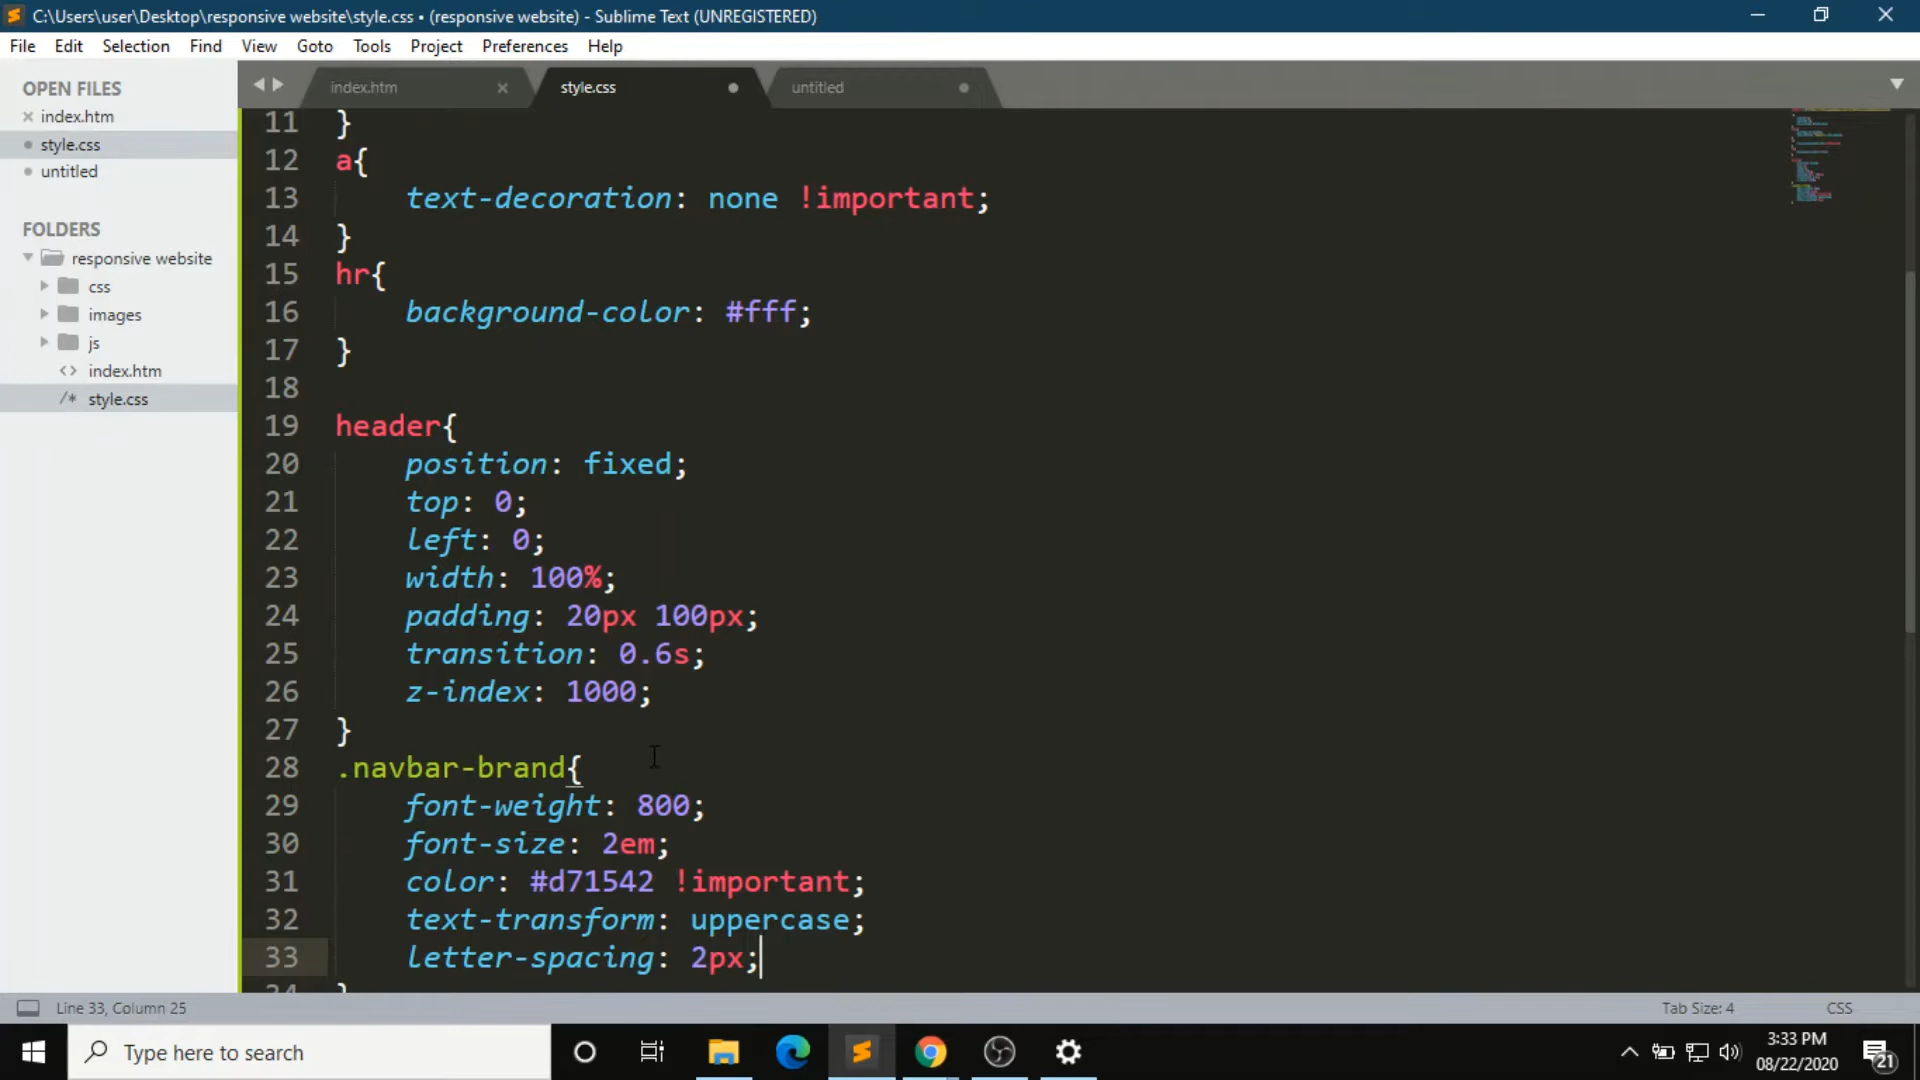 C:\Users\user\Desktop\responsive website\style.css • (responsive website) - Sublime Text (UNREGISTERED)
File Edit Selection Find View Goto Tools Project Preferences Help
OPEN FILES
index.htm
style.css
untitled
FOLDERS
responsive website
css
images
js
<> index.htm
/* style.css
index.htm
style.css
untitled
11 }
12 a{
13 text-decoration: none !important;
14 }
15 hr{
16 background-color: #fff;
17 }
18
19 header{
20 position: fixed;
21 top: 0;
22 left: 0;
23 width: 100%;
24 padding: 20px 100px;
25 transition: 0.6s;
26 z-index: 1000;
27 }
28 .navbar-brand{
29 font-weight: 800;
30 font-size: 2em;
31 color: #d71542 !important;
32 text-transform: uppercase;
33 letter-spacing: 2px;
34 }
Line 33, Column 25
Tab Size: 4
CSS
Type here to search
3:33 PM
08/22/2020
21